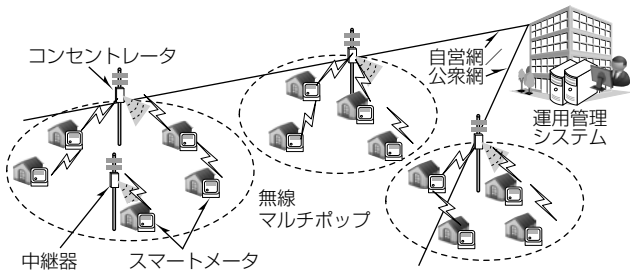 コンセントレータ
自営網／
公衆網
運用管理
システム
無線
マルチポップ
中継器
スマートメータ